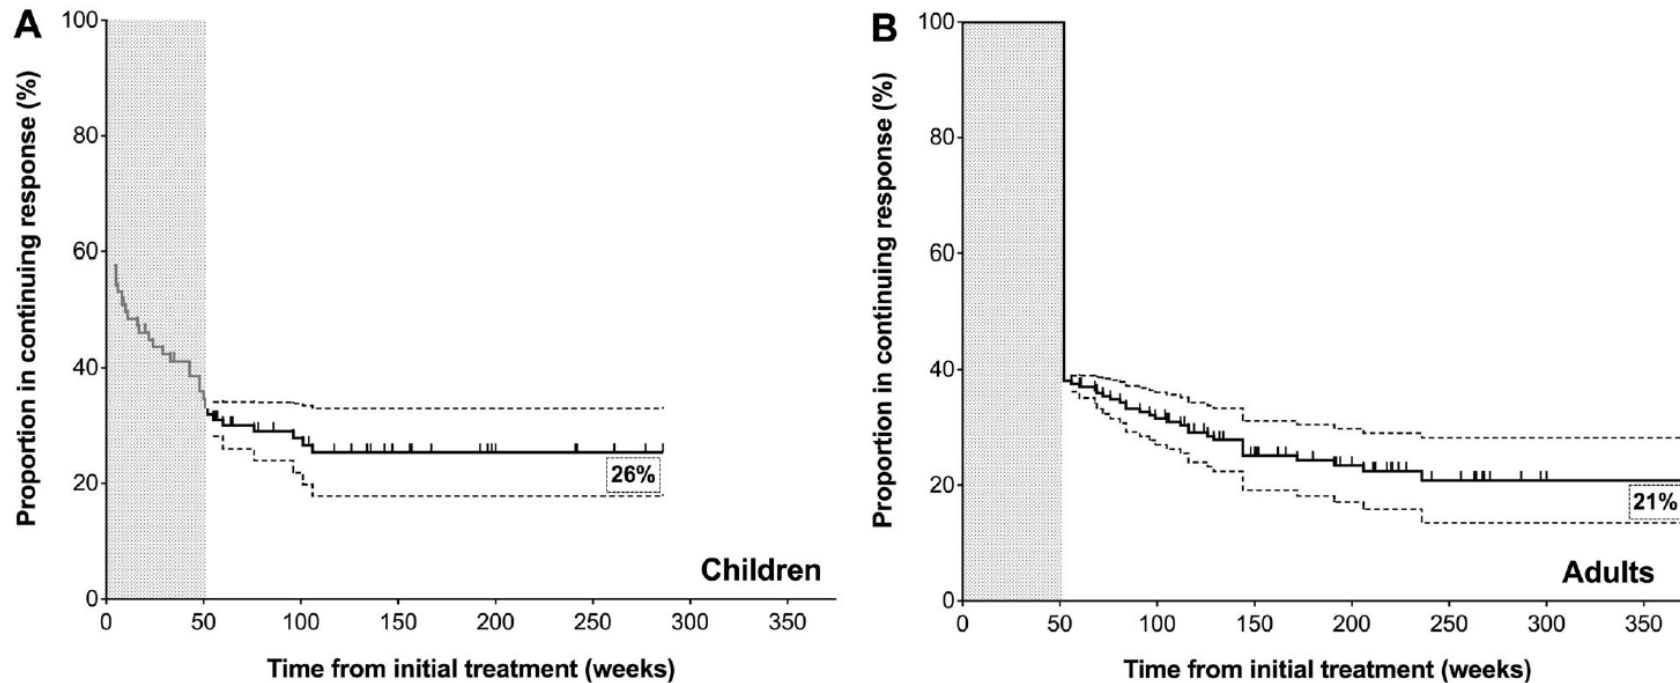 A
Proportion in continuing response (%)
100
80
60
40
20
0
0 50 100 150 200 250 300 350
26%
Children
Time from initial treatment (weeks)
B
Proportion in continuing response (%)
100
80
60
40
20
0
0 50 100 150 200 250 300 350
21%
Adults
Time from initial treatment (weeks)